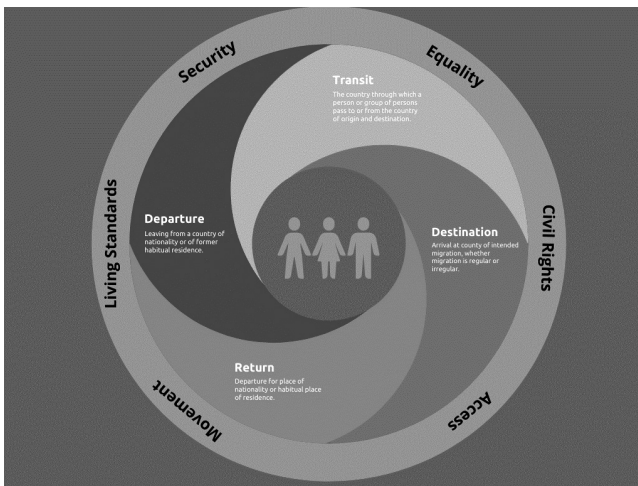 Security
Equality
Transit
The country through which a
person or group of persons
pass to or from the country
of origin and destination.
Departure
Leaving from a country of
nationality or of former
habitual residence.
Destination
Arrival at county of intended
migration, whether
migration is regular or
irregular.
Living Standards
Civil Rights
Return
Departure for place of
nationality or habitual place
of residence.
Movement
Access